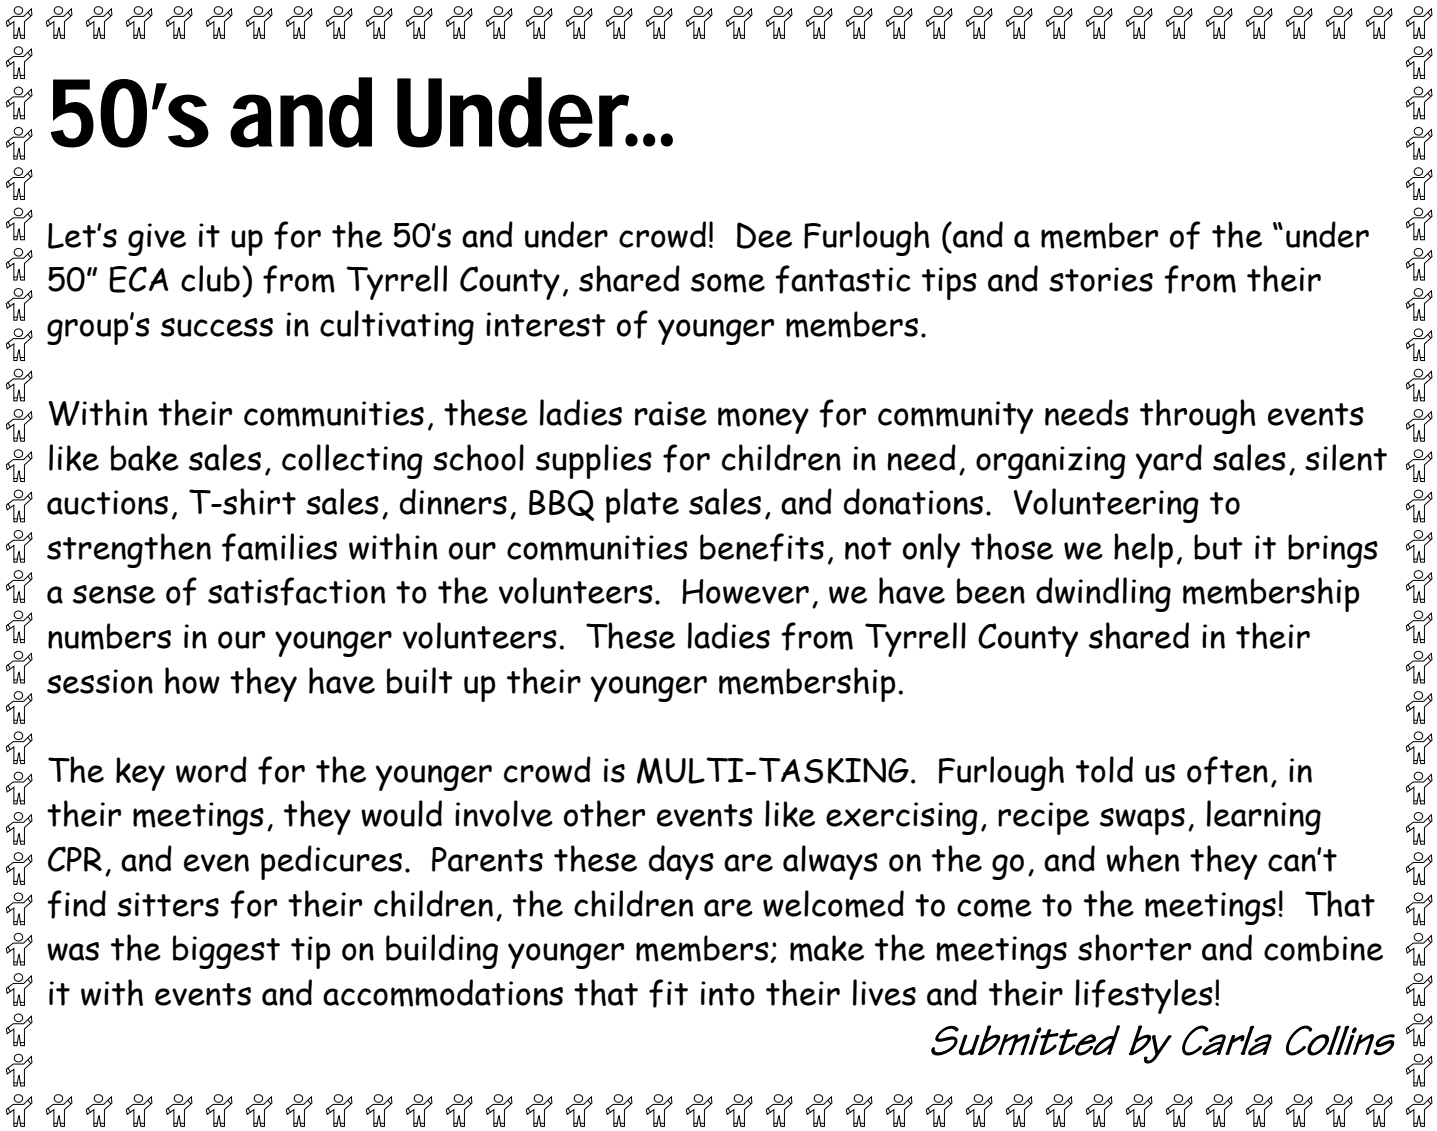 50's and Under...
Let's give it up for the 50's and under crowd!  Dee Furlough (and a member of the “under
50” ECA club) from Tyrrell County, shared some fantastic tips and stories from their
group's success in cultivating interest of younger members.
Within their communities, these ladies raise money for community needs through events
like bake sales, collecting school supplies for children in need, organizing yard sales, silent
auctions, T-shirt sales, dinners, BBQ plate sales, and donations.  Volunteering to
strengthen families within our communities benefits, not only those we help, but it brings
a sense of satisfaction to the volunteers.  However, we have been dwindling membership
numbers in our younger volunteers.  These ladies from Tyrrell County shared in their
session how they have built up their younger membership.
The key word for the younger crowd is MULTI-TASKING.  Furlough told us often, in
their meetings, they would involve other events like exercising, recipe swaps, learning
CPR, and even pedicures.  Parents these days are always on the go, and when they can't
find sitters for their children, the children are welcomed to come to the meetings!  That
was the biggest tip on building younger members; make the meetings shorter and combine
it with events and accommodations that fit into their lives and their lifestyles!
Submitted by Carla Collins